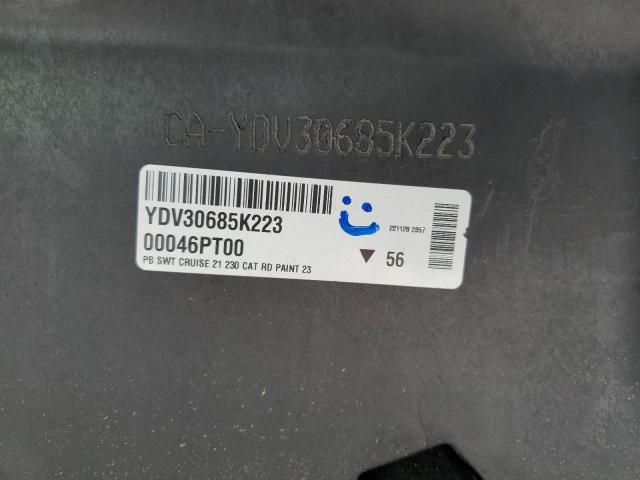 CA-YDV30685K223
YDV30685K223
221128 2357
00046PT00
▼ 56
PB SWT CRUISE 21 230 CAT RD PAINT 23